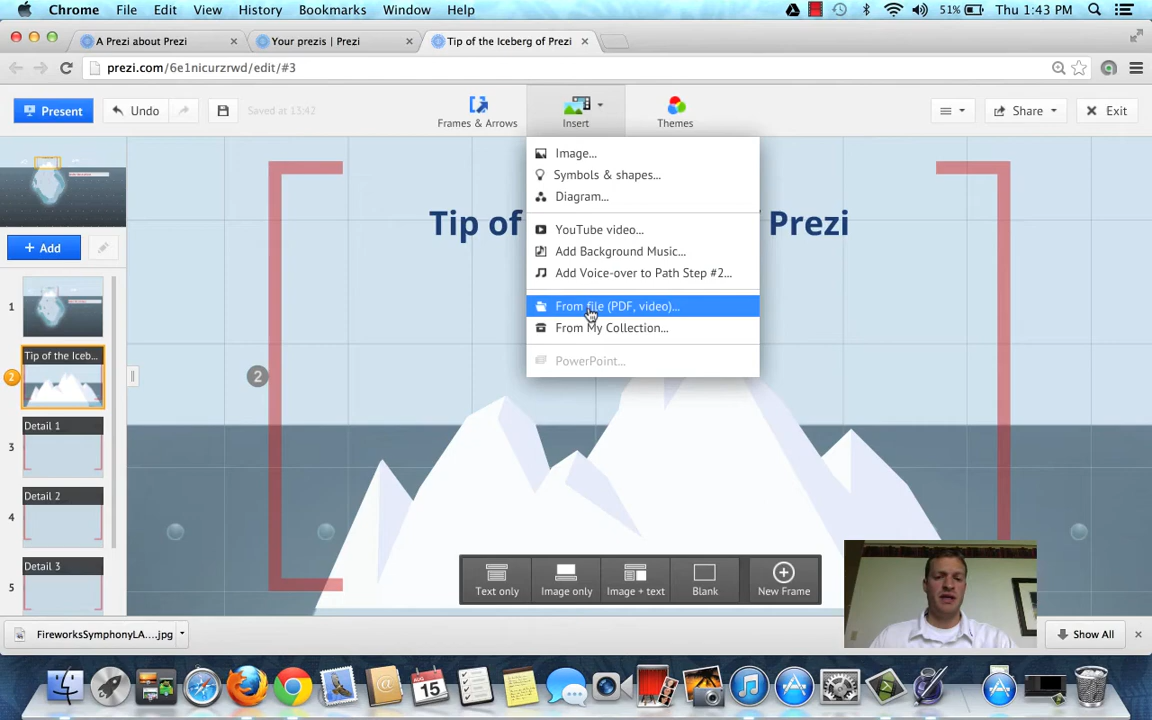 Chrome File Edit View History Bookmarks Window Help 51% Thu 1:43 PM
A Prezi about Prezi Your prezis | Prezi Tip of the Iceberg of Prezi
prezi.com/6e1nicurzrwd/edit/#3
Present Undo Saved at 13:42 Frames & Arrows Insert Themes Share Exit
Image...
Symbols & shapes...
Diagram...
YouTube video...
Add Background Music...
Add Voice-over to Path Step #2...
From file (PDF, video)...
From My Collection...
PowerPoint...
Tip of Prezi
+ Add
1
Tip of the Iceb...
2
2
Detail 1
3
Detail 2
4
Detail 3
5
Text only Image only Image + text Blank New Frame
FireworksSymphonyLA....jpg Show All
AUG
15